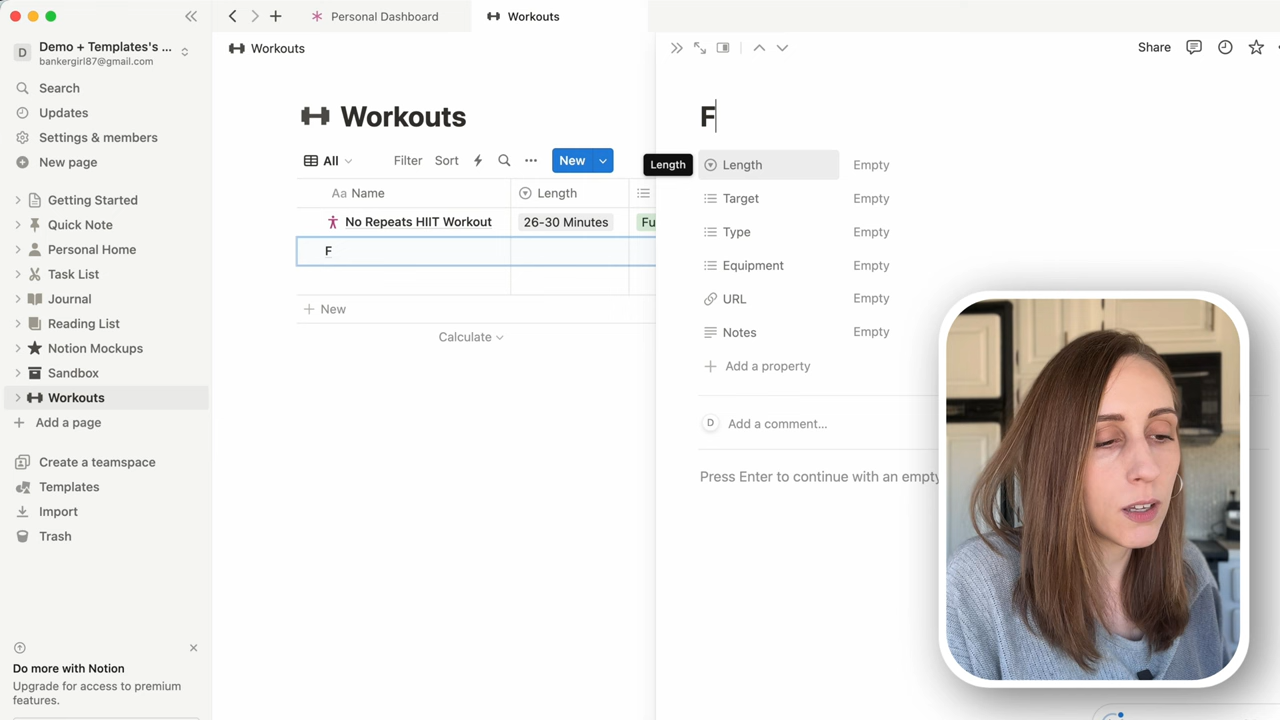 Personal Dashboard
Workouts
D
Demo + Templates's ...
bankergirl87@gmail.com
Search
Updates
Settings & members
New page
Getting Started
Quick Note
Personal Home
Task List
Journal
Reading List
Notion Mockups
Sandbox
Workouts
Add a page
Create a teamspace
Templates
Import
Trash
Do more with Notion
Upgrade for access to premium
features.
Workouts
Workouts
All
Filter
Sort
New
Aa Name
Length
No Repeats HIIT Workout
26-30 Minutes
Fu
F
New
Calculate
Share
F
Length
Length
Empty
Target
Empty
Type
Empty
Equipment
Empty
URL
Empty
Notes
Empty
Add a property
D
Add a comment...
Press Enter to continue with an empty